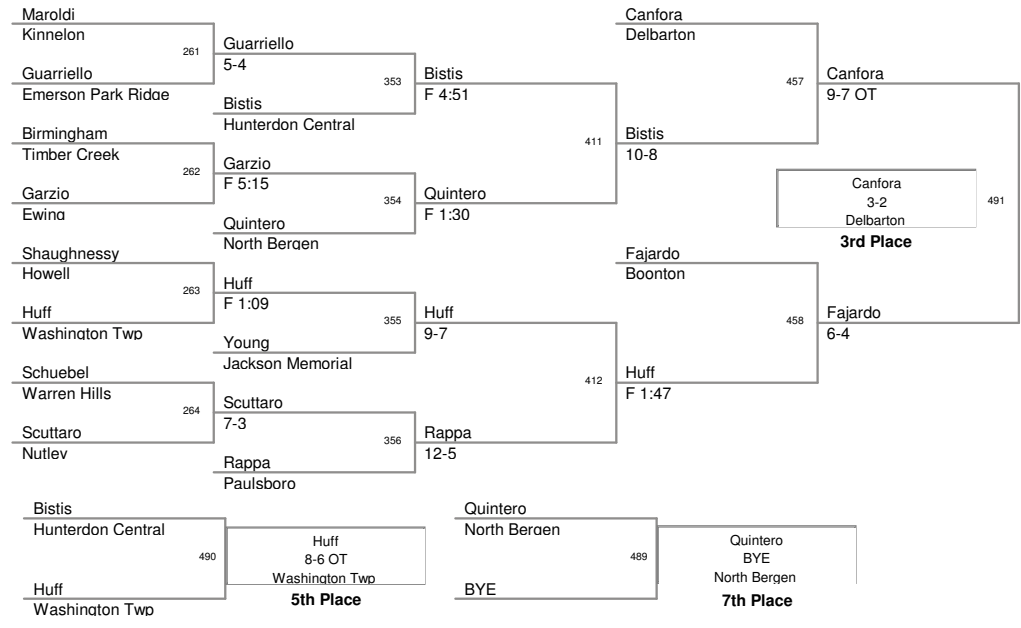 Maroldi
Kinnelon
261
Guarriello
Emerson Park Ridge
Guarriello
5-4
353
Bistis
Hunterdon Central
Bistis
F 4:51
Birmingham
Timber Creek
262
Garzio
Ewing
Garzio
F 5:15
354
Quintero
North Bergen
Quintero
F 1:30
411
Bistis
10-8
Canfora
Delbarton
457
Canfora
9-7 OT
Shaughnessy
Howell
263
Huff
Washington Twp
Huff
F 1:09
355
Young
Jackson Memorial
Huff
9-7
Schuebel
Warren Hills
264
Scuttaro
Nutley
Scuttaro
7-3
356
Rappa
Paulsboro
Rappa
12-5
412
Huff
F 1:47
Fajardo
Boonton
458
Fajardo
6-4
Canfora
3-2
Delbarton
3rd Place
491
Bistis
Hunterdon Central
490
Huff
Washington Twp
Huff
8-6 OT
Washington Twp
5th Place
Quintero
North Bergen
489
BYE
Quintero
BYE
North Bergen
7th Place